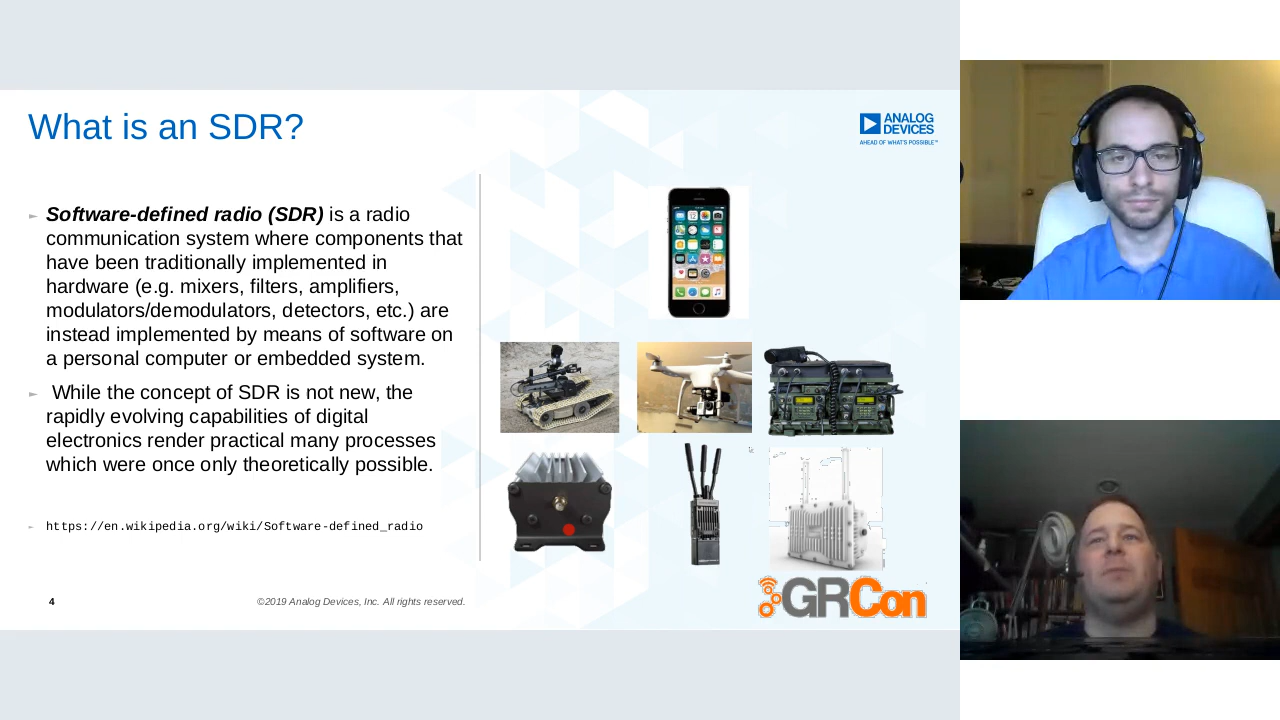 What is an SDR?
ANALOG
DEVICES
AHEAD OF WHAT'S POSSIBLE™
► Software-defined radio (SDR) is a radio
communication system where components that
have been traditionally implemented in
hardware (e.g. mixers, filters, amplifiers,
modulators/demodulators, detectors, etc.) are
instead implemented by means of software on
a personal computer or embedded system.
► While the concept of SDR is not new, the
rapidly evolving capabilities of digital
electronics render practical many processes
which were once only theoretically possible.
► https://en.wikipedia.org/wiki/Software-defined_radio
4
©2019 Analog Devices, Inc. All rights reserved.
GRCon